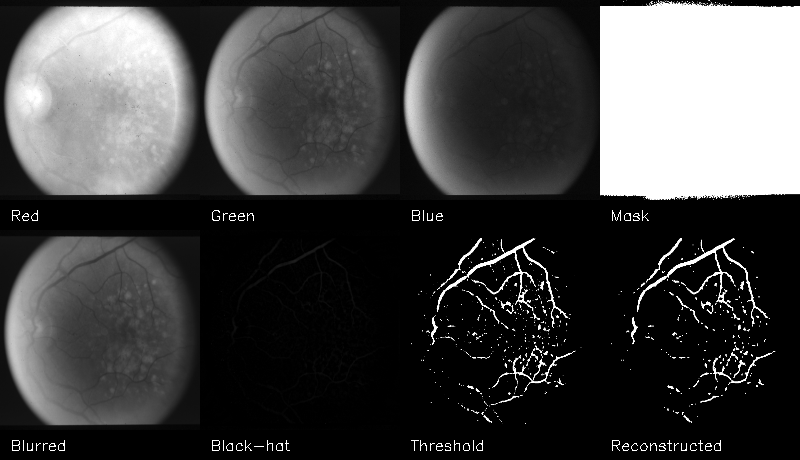 Red
Green
Blue
Mask
Blurred
Black-hat
Threshold
Reconstructed